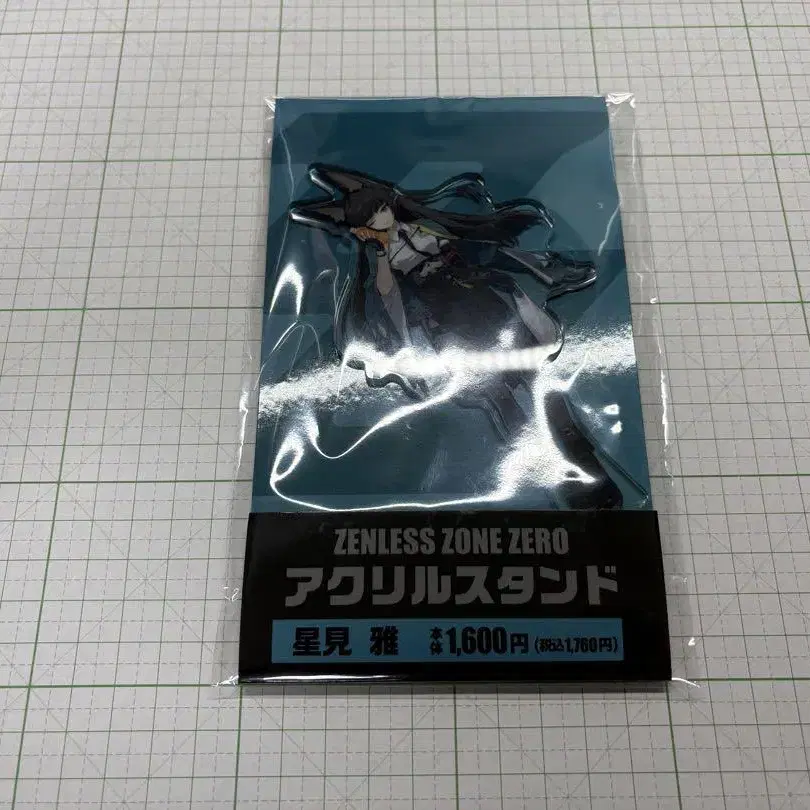 ZENLESS ZONE ZERO
アクリルスタンド
星見 雅 本体1,600円(税込1,760円)